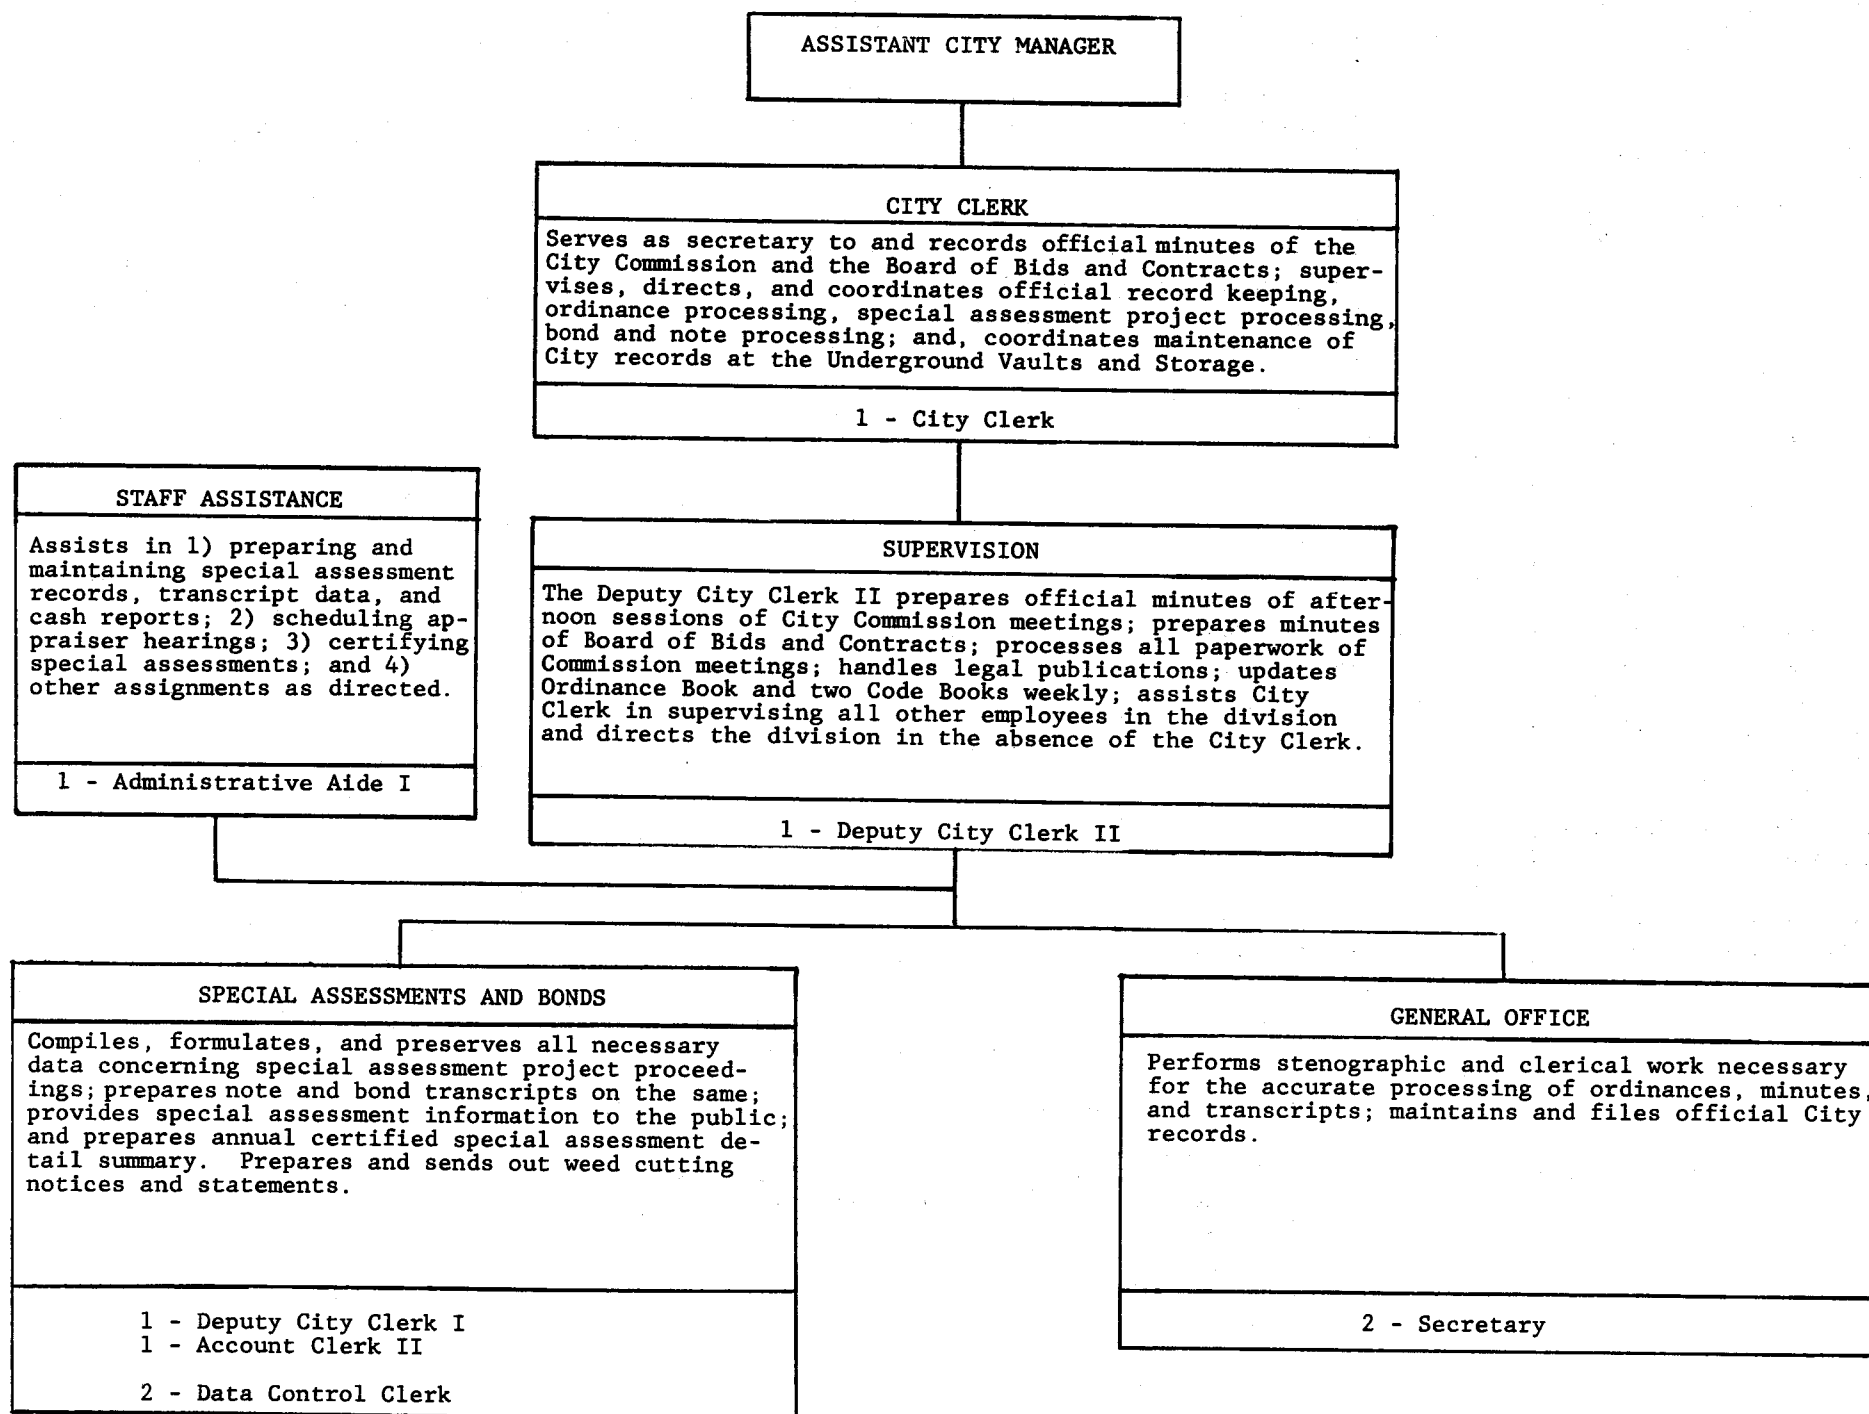 ASSISTANT CITY MANAGER
CITY CLERK
Serves as secretary to and records official minutes of the
City Commission and the Board of Bids and Contracts; super-
vises, directs, and coordinates official record keeping,
ordinance processing, special assessment project processing,
bond and note processing; and, coordinates maintenance of
City records at the Underground Vaults and Storage.
1 - City Clerk
STAFF ASSISTANCE
Assists in 1) preparing and
maintaining special assessment
records, transcript data, and
cash reports; 2) scheduling ap-
praiser hearings; 3) certifying
special assessments; and 4)
other assignments as directed.
1 - Administrative Aide I
SUPERVISION
The Deputy City Clerk II prepares official minutes of after-
noon sessions of City Commission meetings; prepares minutes
of Board of Bids and Contracts; processes all paperwork of
Commission meetings; handles legal publications; updates
Ordinance Book and two Code Books weekly; assists City
Clerk in supervising all other employees in the division
and directs the division in the absence of the City Clerk.
1 - Deputy City Clerk II
SPECIAL ASSESSMENTS AND BONDS
Compiles, formulates, and preserves all necessary
data concerning special assessment project proceed-
ings; prepares note and bond transcripts on the same;
provides special assessment information to the public;
and prepares annual certified special assessment de-
tail summary.  Prepares and sends out weed cutting
notices and statements.
1 - Deputy City Clerk I
1 - Account Clerk II
2 - Data Control Clerk
GENERAL OFFICE
Performs stenographic and clerical work necessary
for the accurate processing of ordinances, minutes,
and transcripts; maintains and files official City
records.
2 - Secretary